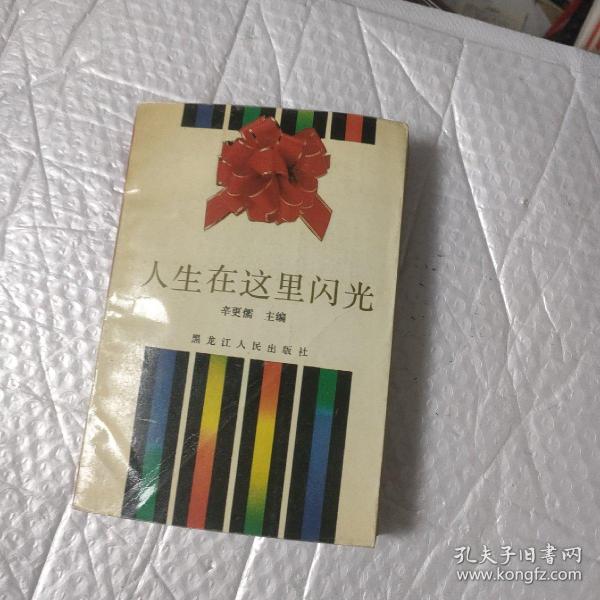 人生在这里闪光
辛更儒 主编
黑龙江人民出版社
孔夫子旧書网
www.kongfz.com